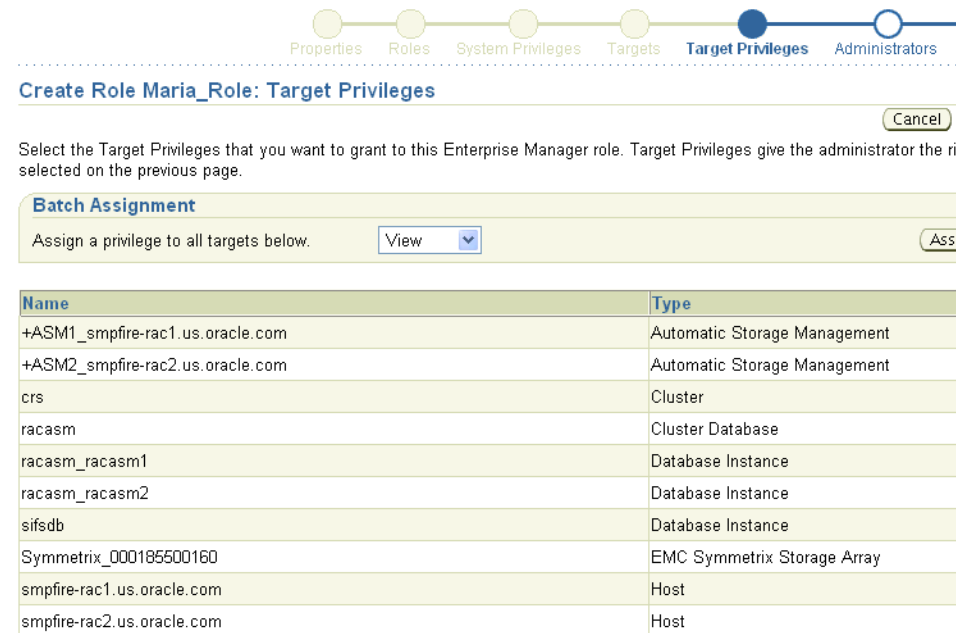 Properties Roles System Privileges Targets Target Privileges Administrators
Create Role Maria_Role: Target Privileges
Cancel
Select the Target Privileges that you want to grant to this Enterprise Manager role. Target Privileges give the administrator the ri
selected on the previous page.
Batch Assignment
Assign a privilege to all targets below. View Ass
Name Type
+ASM1_smpfire-rac1.us.oracle.com Automatic Storage Management
+ASM2_smpfire-rac2.us.oracle.com Automatic Storage Management
crs Cluster
racasm Cluster Database
racasm_racasm1 Database Instance
racasm_racasm2 Database Instance
sifsdb Database Instance
Symmetrix_000185500160 EMC Symmetrix Storage Array
smpfire-rac1.us.oracle.com Host
smpfire-rac2.us.oracle.com Host